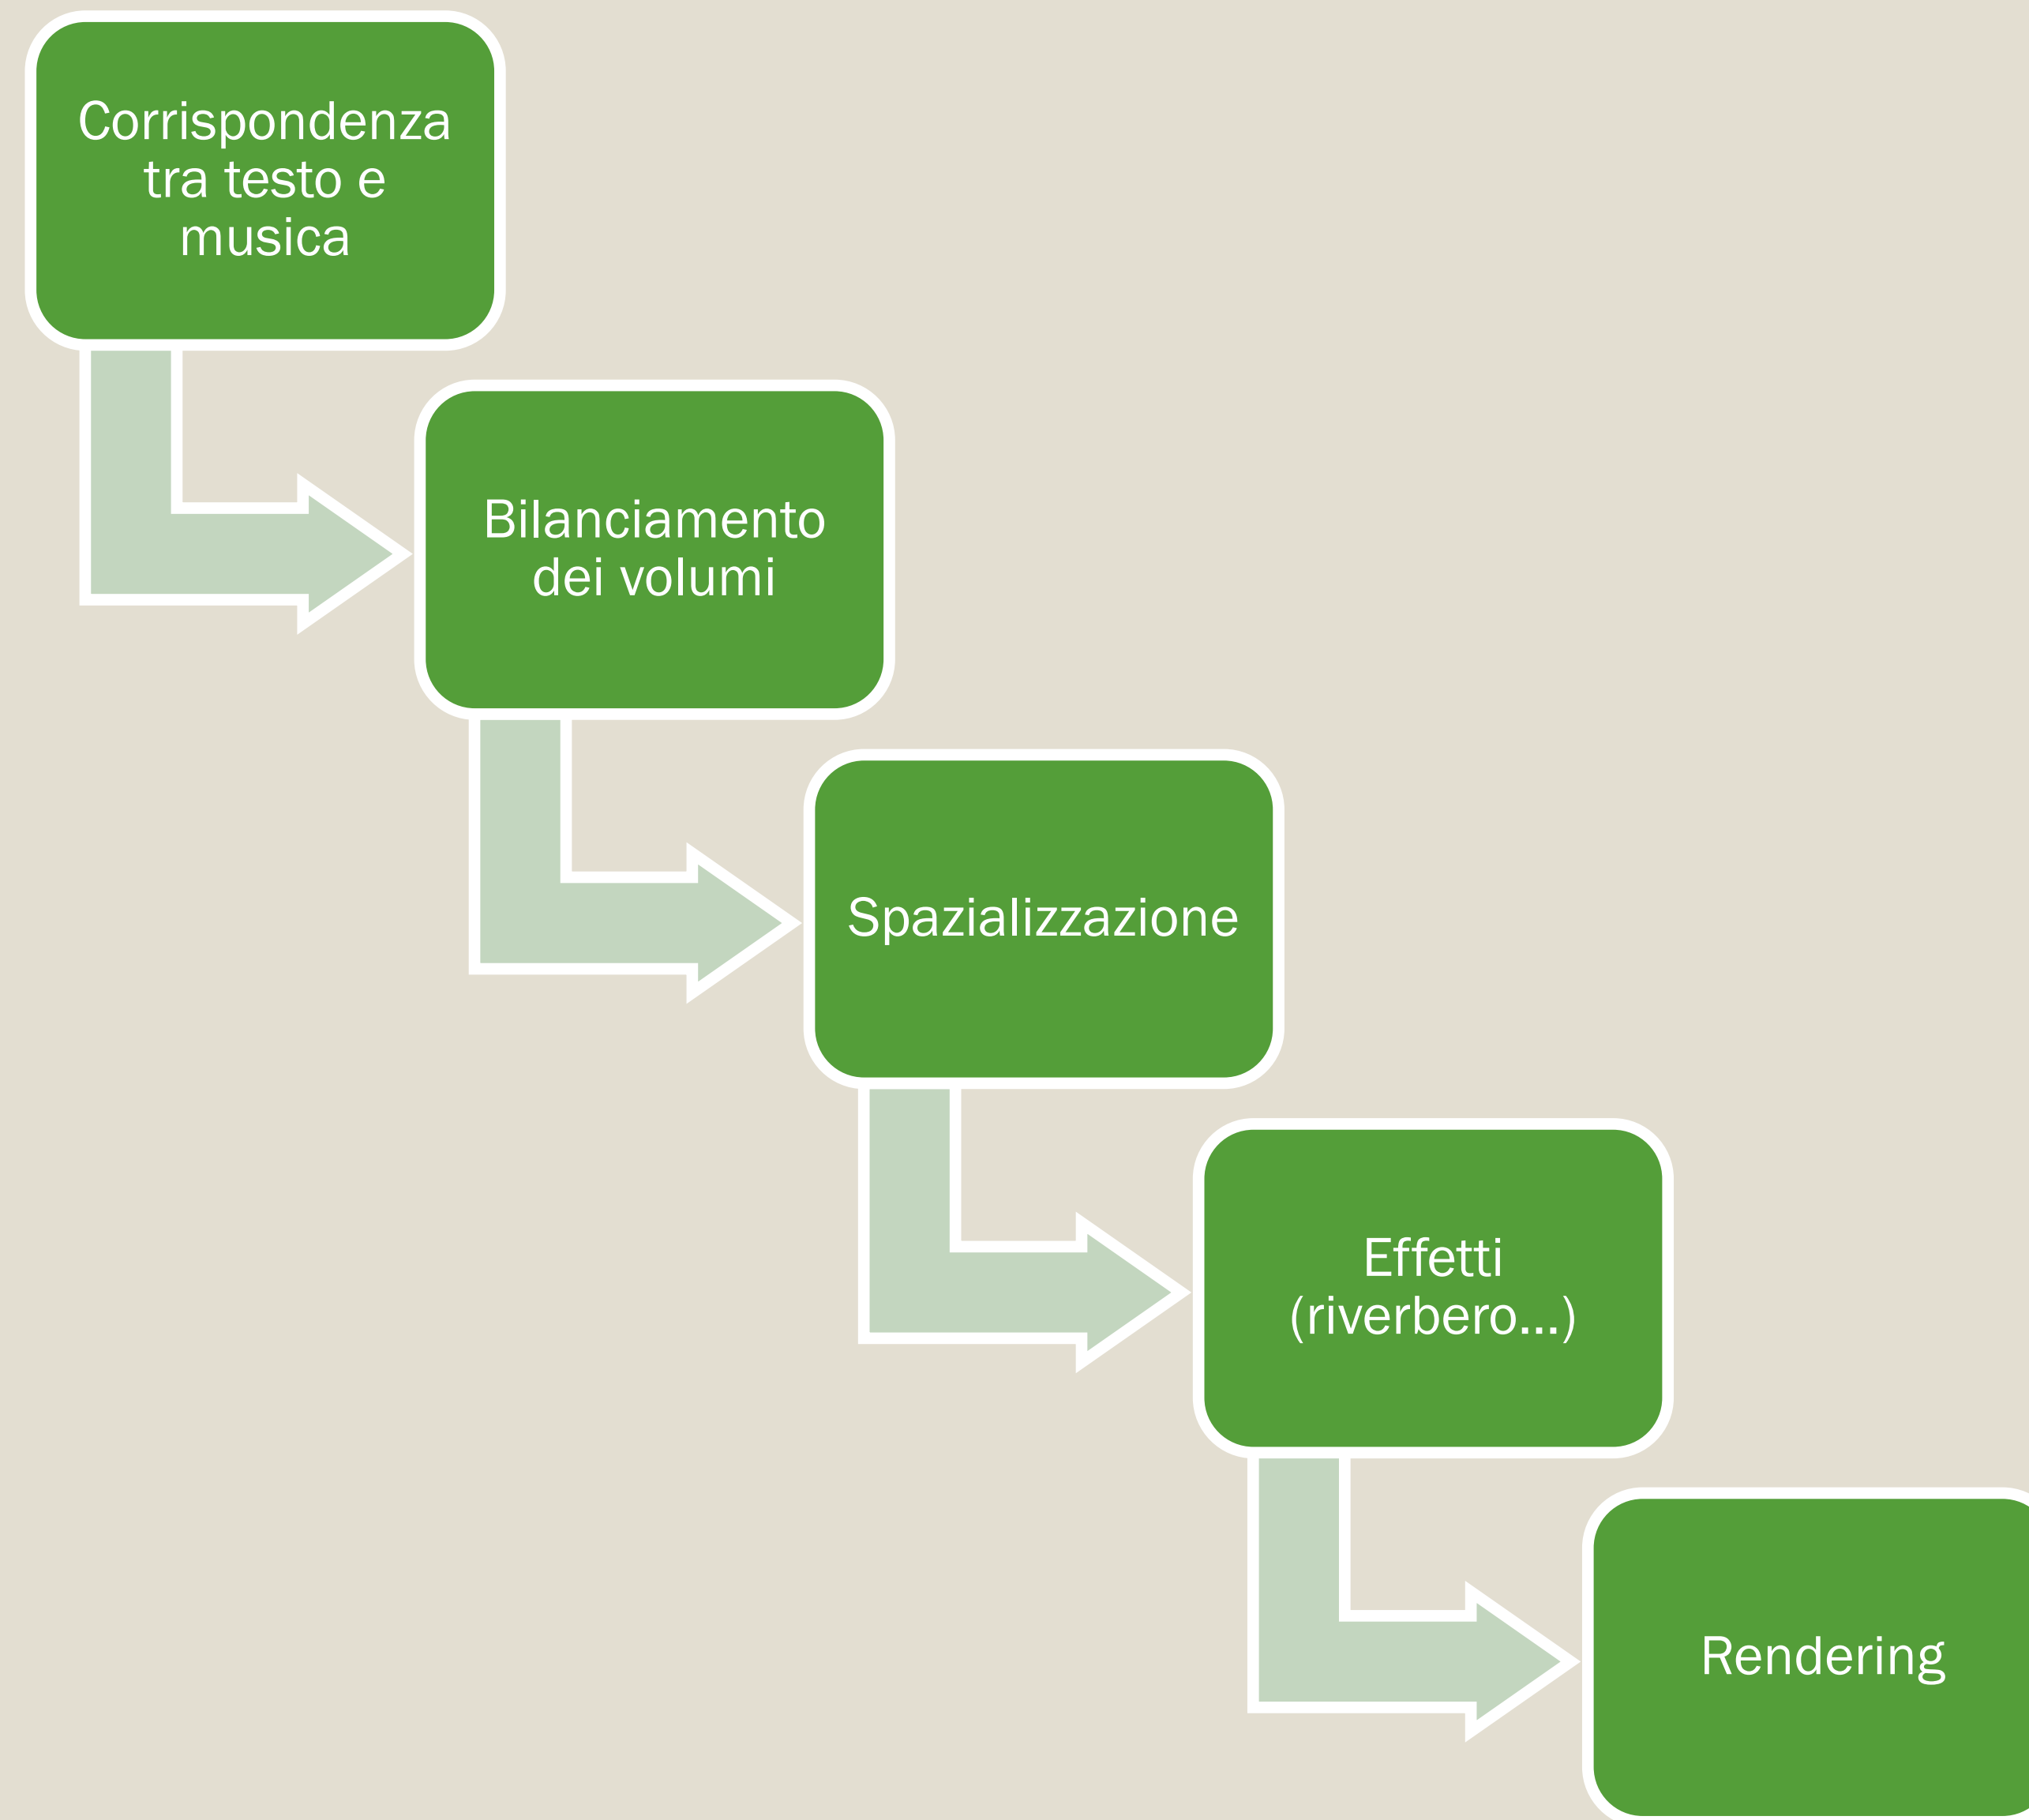 Corrispondenza
tra testo e
musica
Bilanciamento
dei volumi
Spazializzazione
Effetti
(riverbero...)
Rendering